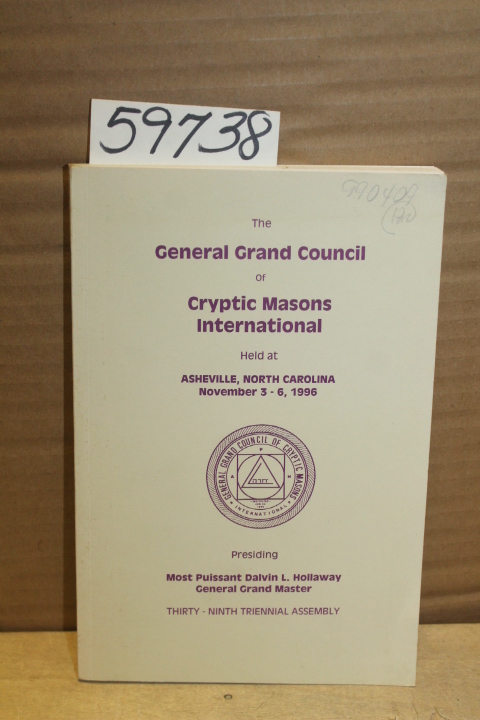 59738
The
General Grand Council
Of
Cryptic Masons
International
Held at
ASHEVILLE, NORTH CAROLINA
November 3 - 6, 1996
GENERAL GRAND COUNCIL OF CRYPTIC MASONS
INTERNATIONAL
Presiding
Most Puissant Dalvin L. Hollaway
General Grand Master
THIRTY - NINTH TRIENNIAL ASSEMBLY